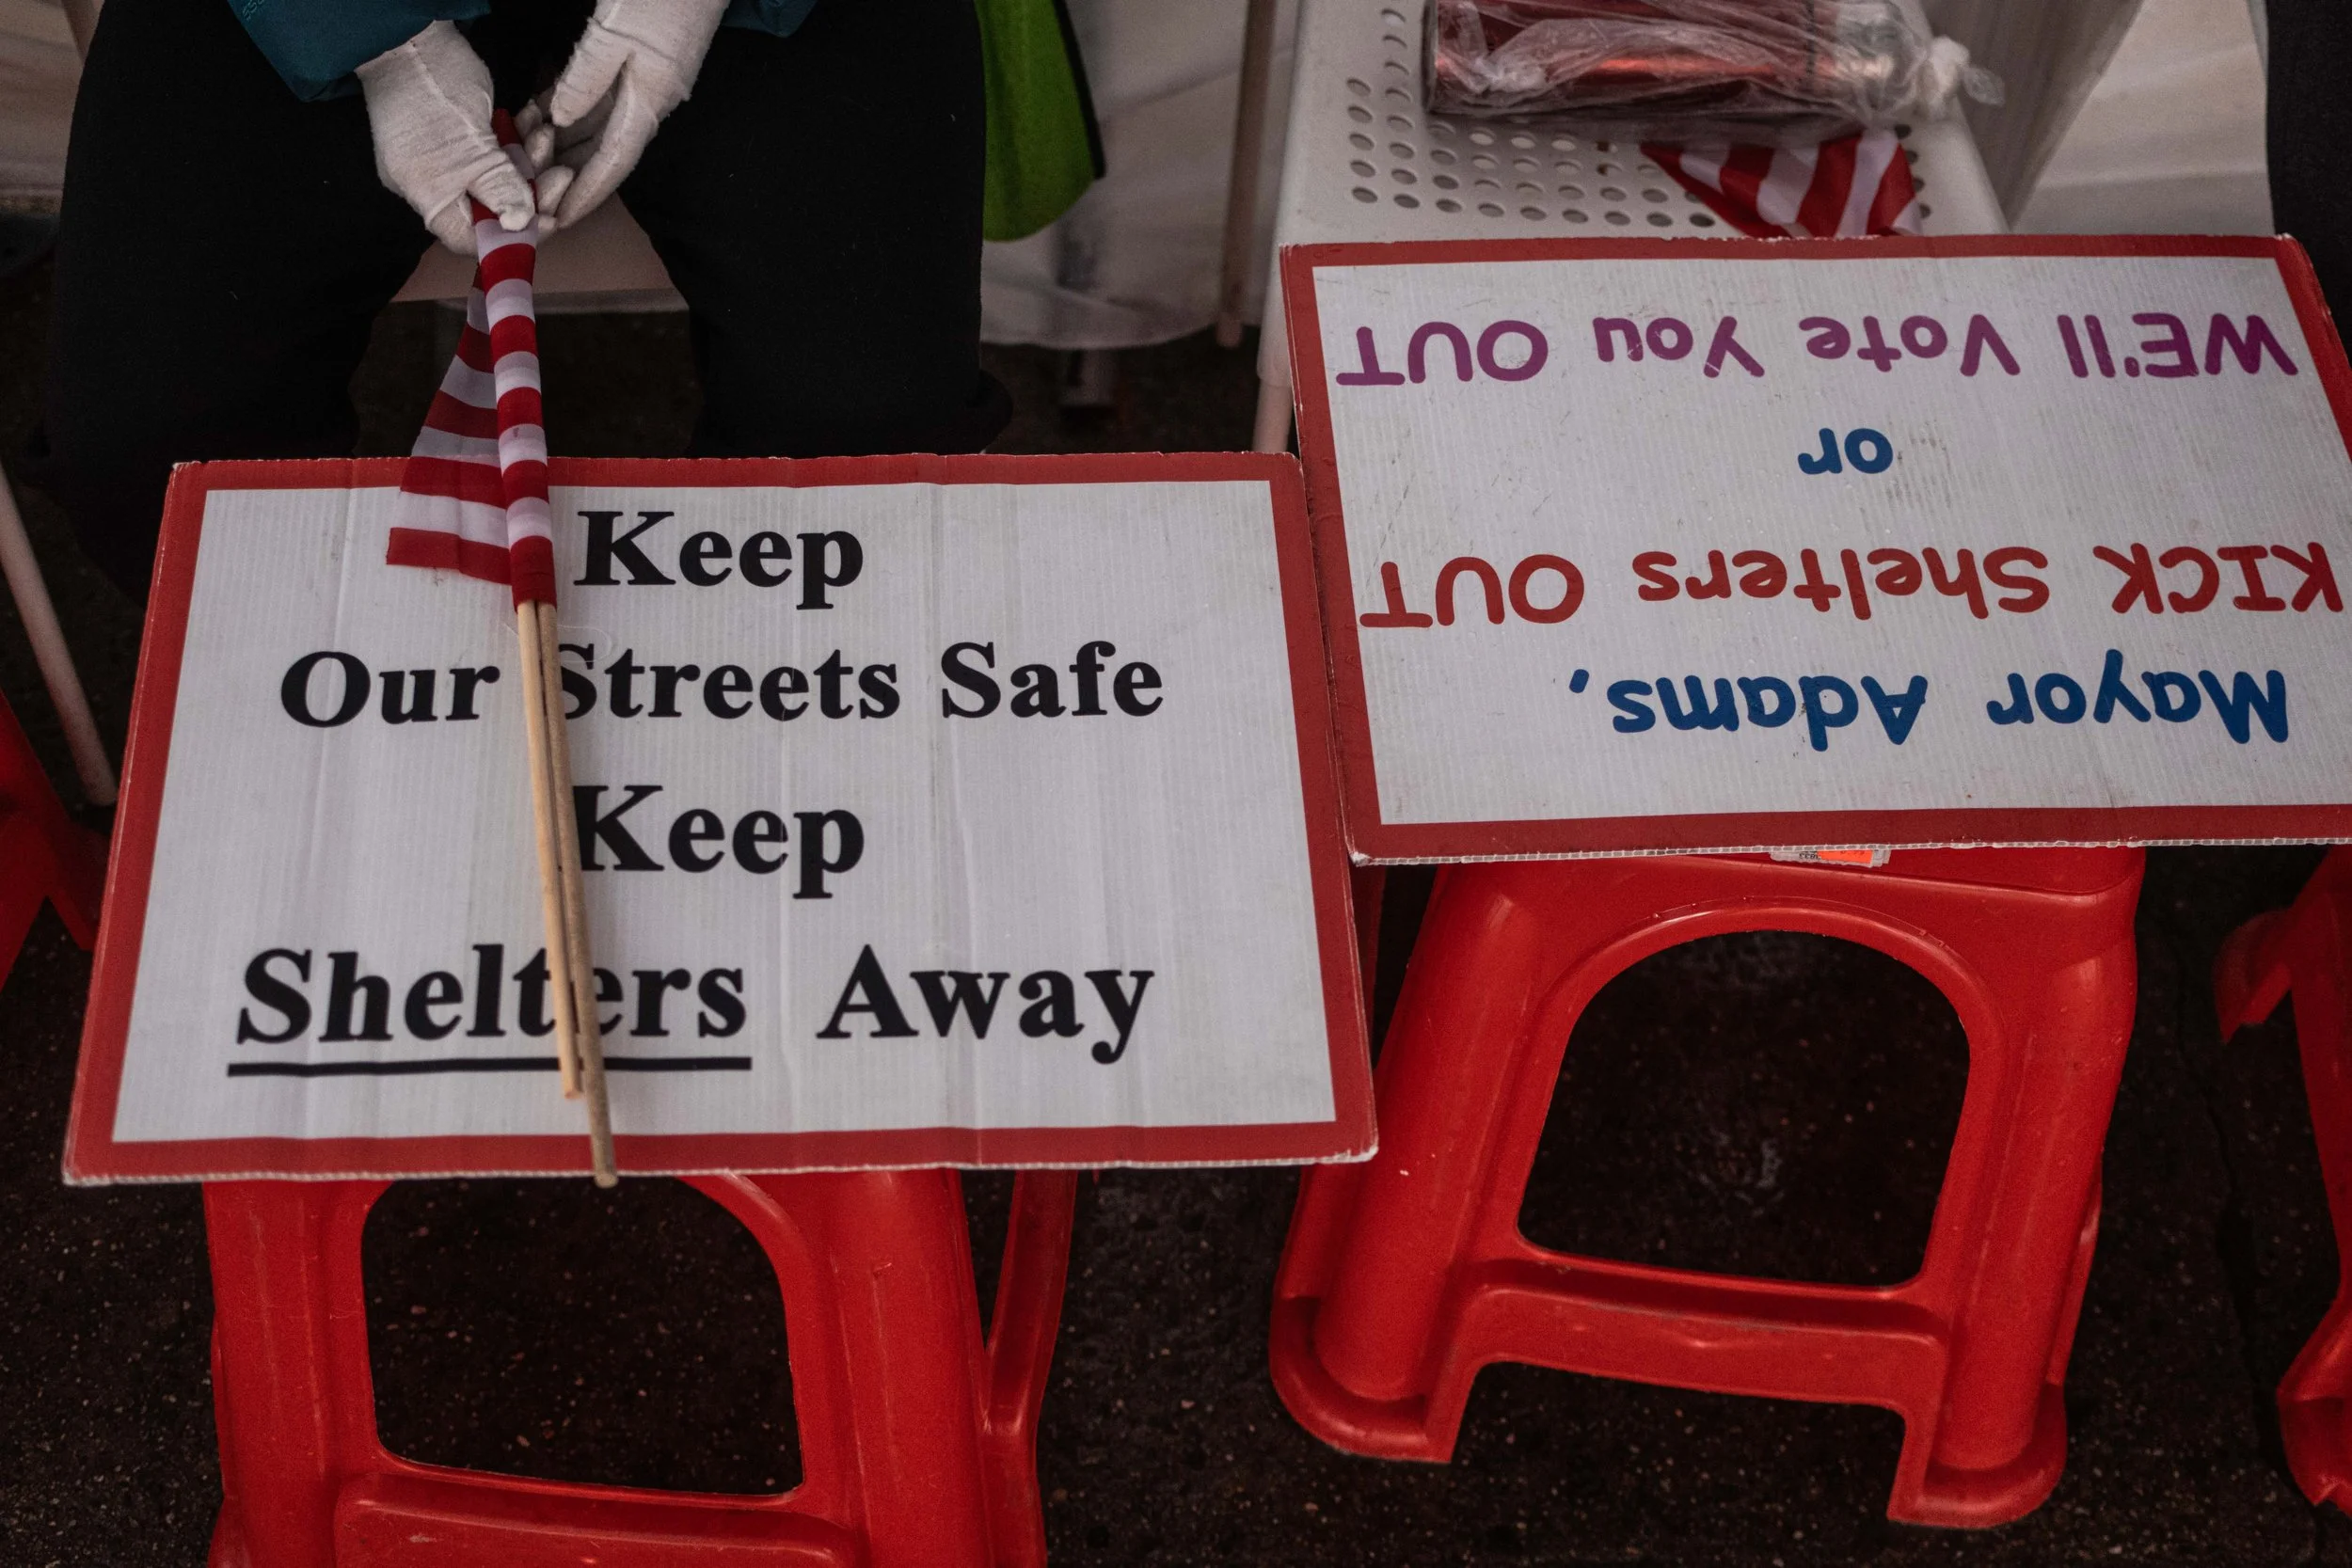 Keep
Our Streets Safe
Keep
Shelters Away
Mayor Adams,
KICK Shelters OUT
or
WE'll Vote You OUT